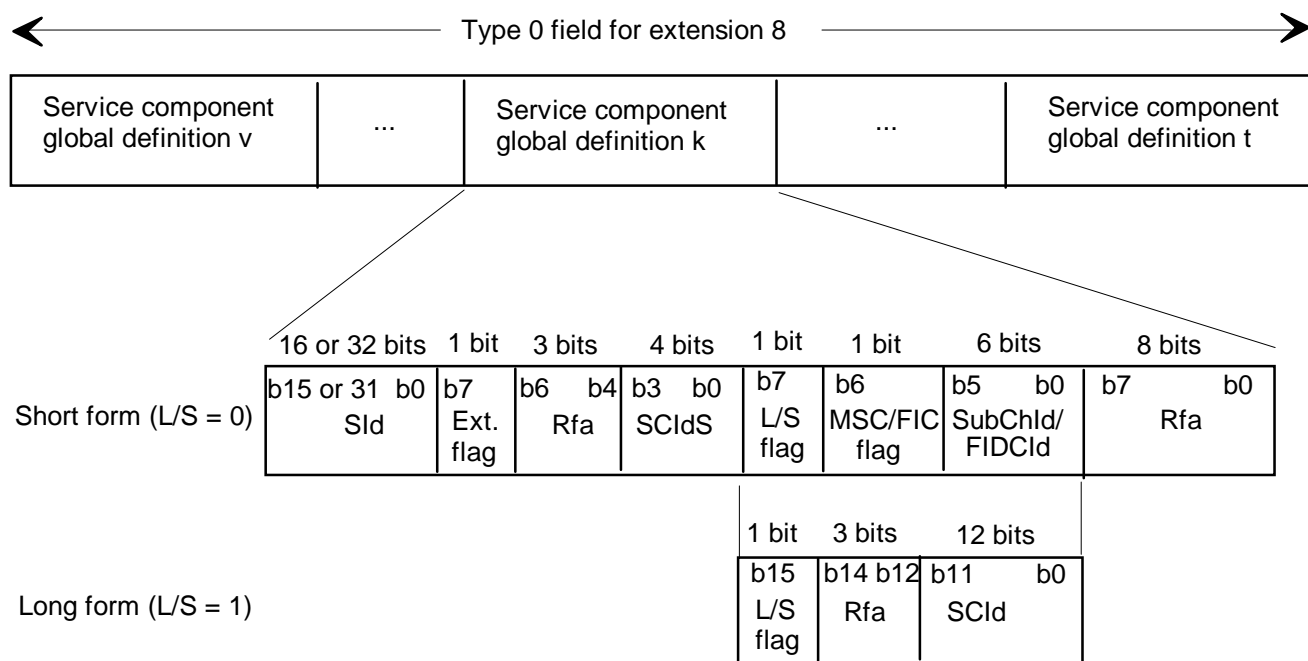 Type 0 field for extension 8
Service component global definition v
...
Service component global definition k
...
Service component global definition t
16 or 32 bits 1 bit 3 bits 4 bits 1 bit 1 bit 6 bits 8 bits
Short form (L/S = 0)
b15 or 31 b0 SId
b7 Ext. flag
b6 b4 Rfa
b3 b0 SCIdS
b7 L/S flag
b6 MSC/FIC flag
b5 b0 SubChId/ FIDCId
b7 b0 Rfa
1 bit 3 bits 12 bits
Long form (L/S = 1)
b15 L/S flag
b14 b12 Rfa
b11 b0 SCId